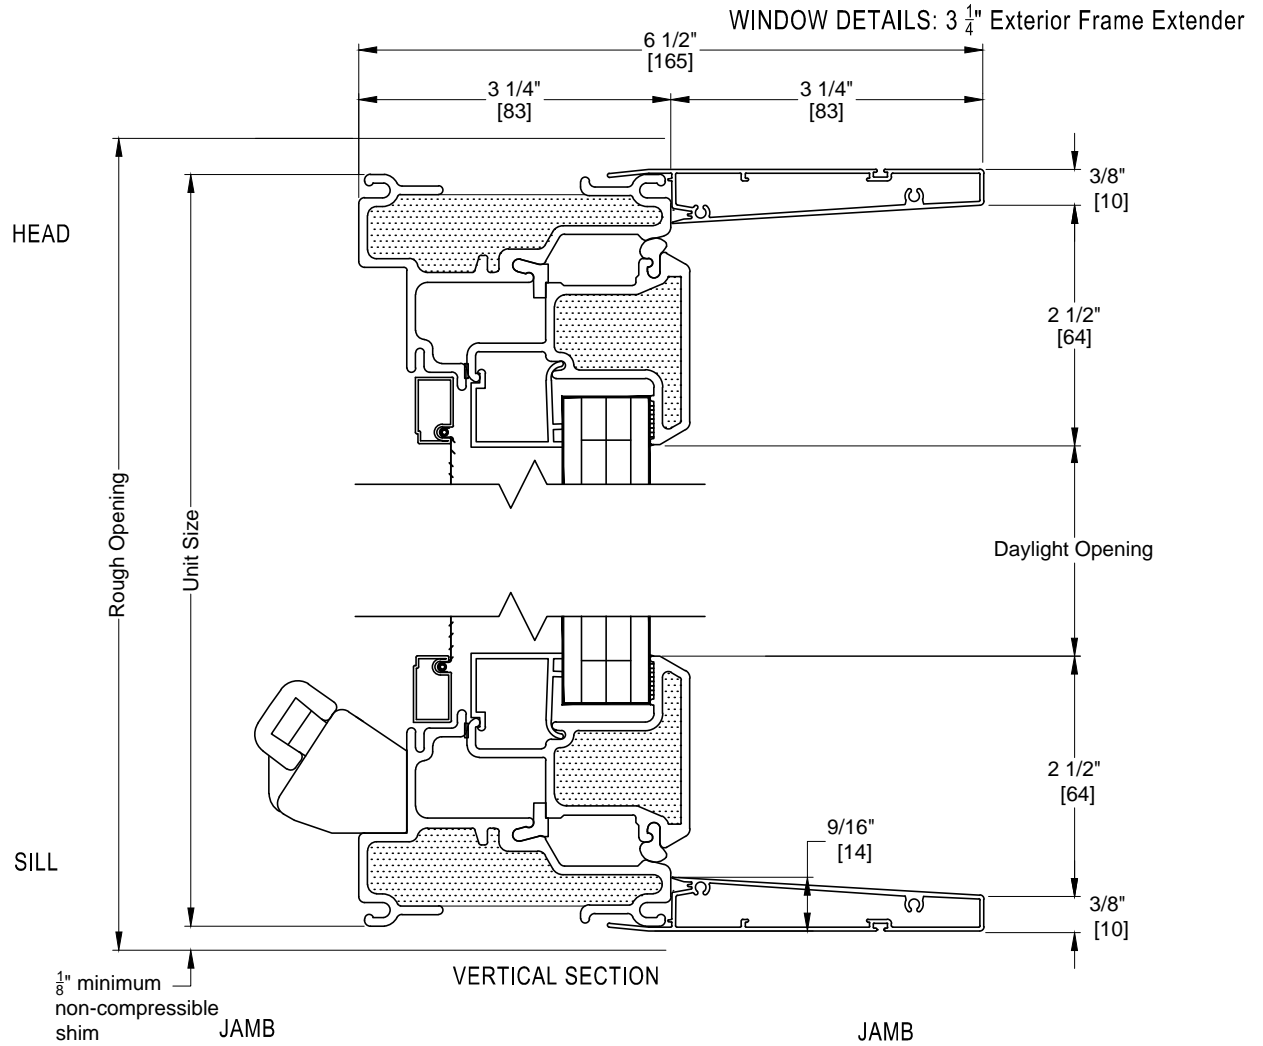 WINDOW DETAILS: 3 1/4" Exterior Frame Extender
6 1/2"
[165]
3 1/4"
[83]
3 1/4"
[83]
3/8"
[10]
HEAD
2 1/2"
[64]
Rough Opening
Unit Size
Daylight Opening
2 1/2"
[64]
9/16"
[14]
SILL
3/8"
[10]
VERTICAL SECTION
1/8" minimum
non-compressible
shim
JAMB
JAMB